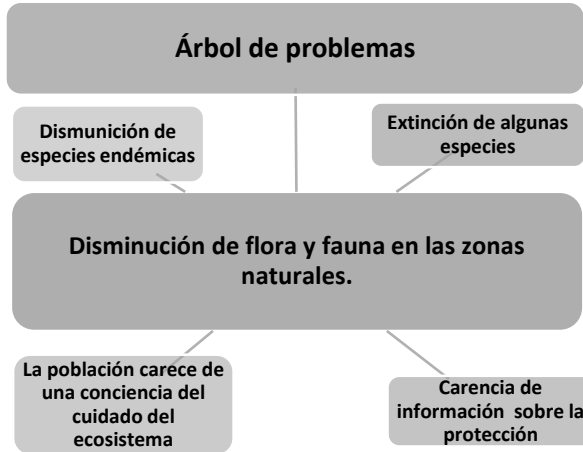 Árbol de problemas
Dismunición de
especies endémicas
Extinción de algunas
especies
Disminución de flora y fauna en las zonas
naturales.
La población carece de
una conciencia del
cuidado del
ecosistema
Carencia de
información sobre la
protección